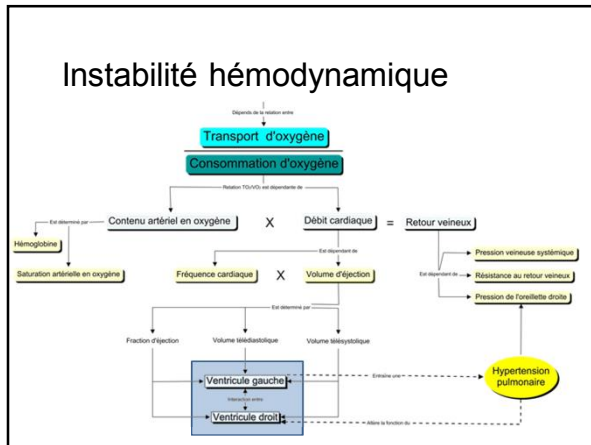 Instabilité hémodynamique
Dépends de la relation entre
Transport d'oxygène
Consommation d'oxygène
Relation TO₂/VO₂ est dépendante de
Est déterminé par
Contenu artériel en oxygène
X
Débit cardiaque
=
Retour veineux
Hémoglobine
Saturation artérielle en oxygène
Est dépendant de
Fréquence cardiaque
X
Volume d'éjection
Est dépendant de
Pression veineuse systémique
Résistance au retour veineux
Pression de l'oreillette droite
Est déterminé par
Fraction d'éjection
Volume télédiastolique
Volume télésystolique
Ventricule gauche
Interaction entre
Ventricule droit
Entraîne une
Hypertension
pulmonaire
Altère la fonction du